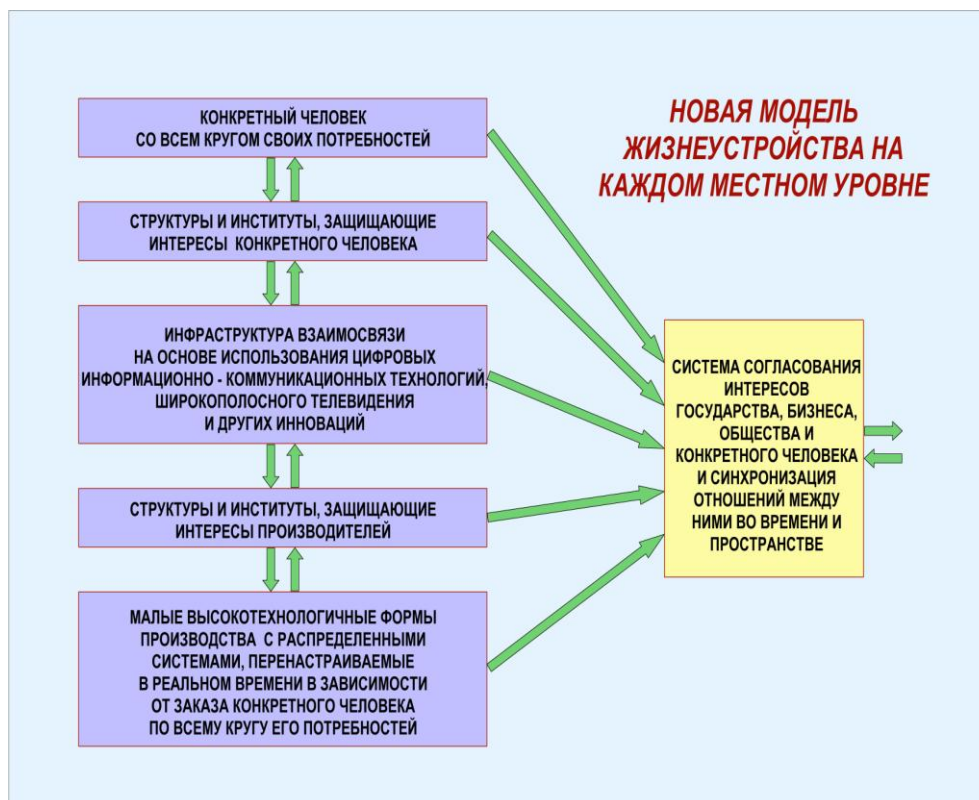 НОВАЯ МОДЕЛЬ
ЖИЗНЕУСТРОЙСТВА НА
КАЖДОМ МЕСТНОМ УРОВНЕ
КОНКРЕТНЫЙ ЧЕЛОВЕК
СО ВСЕМ КРУГОМ СВОИХ ПОТРЕБНОСТЕЙ
СТРУКТУРЫ И ИНСТИТУТЫ, ЗАЩИЩАЮЩИЕ
ИНТЕРЕСЫ КОНКРЕТНОГО ЧЕЛОВЕКА
ИНФРАСТРУКТУРА ВЗАИМОСВЯЗИ
НА ОСНОВЕ ИСПОЛЬЗОВАНИЯ ЦИФРОВЫХ
ИНФОРМАЦИОННО - КОММУНИКАЦИОННЫХ ТЕХНОЛОГИЙ,
ШИРОКОПОЛОСНОГО ТЕЛЕВИДЕНИЯ
И ДРУГИХ ИННОВАЦИЙ
СТРУКТУРЫ И ИНСТИТУТЫ, ЗАЩИЩАЮЩИЕ
ИНТЕРЕСЫ ПРОИЗВОДИТЕЛЕЙ
МАЛЫЕ ВЫСОКОТЕХНОЛОГИЧНЫЕ ФОРМЫ
ПРОИЗВОДСТВА С РАСПРЕДЕЛЕННЫМИ
СИСТЕМАМИ, ПЕРЕНАСТРАИВАЕМЫЕ
В РЕАЛЬНОМ ВРЕМЕНИ В ЗАВИСИМОСТИ
ОТ ЗАКАЗА КОНКРЕТНОГО ЧЕЛОВЕКА
ПО ВСЕМУ КРУГУ ЕГО ПОТРЕБНОСТЕЙ
СИСТЕМА СОГЛАСОВАНИЯ
ИНТЕРЕСОВ
ГОСУДАРСТВА, БИЗНЕСА,
ОБЩЕСТВА И
КОНКРЕТНОГО ЧЕЛОВЕКА
И СИНХРОНИЗАЦИЯ
ОТНОШЕНИЙ МЕЖДУ
НИМИ ВО ВРЕМЕНИ И
ПРОСТРАНСТВЕ